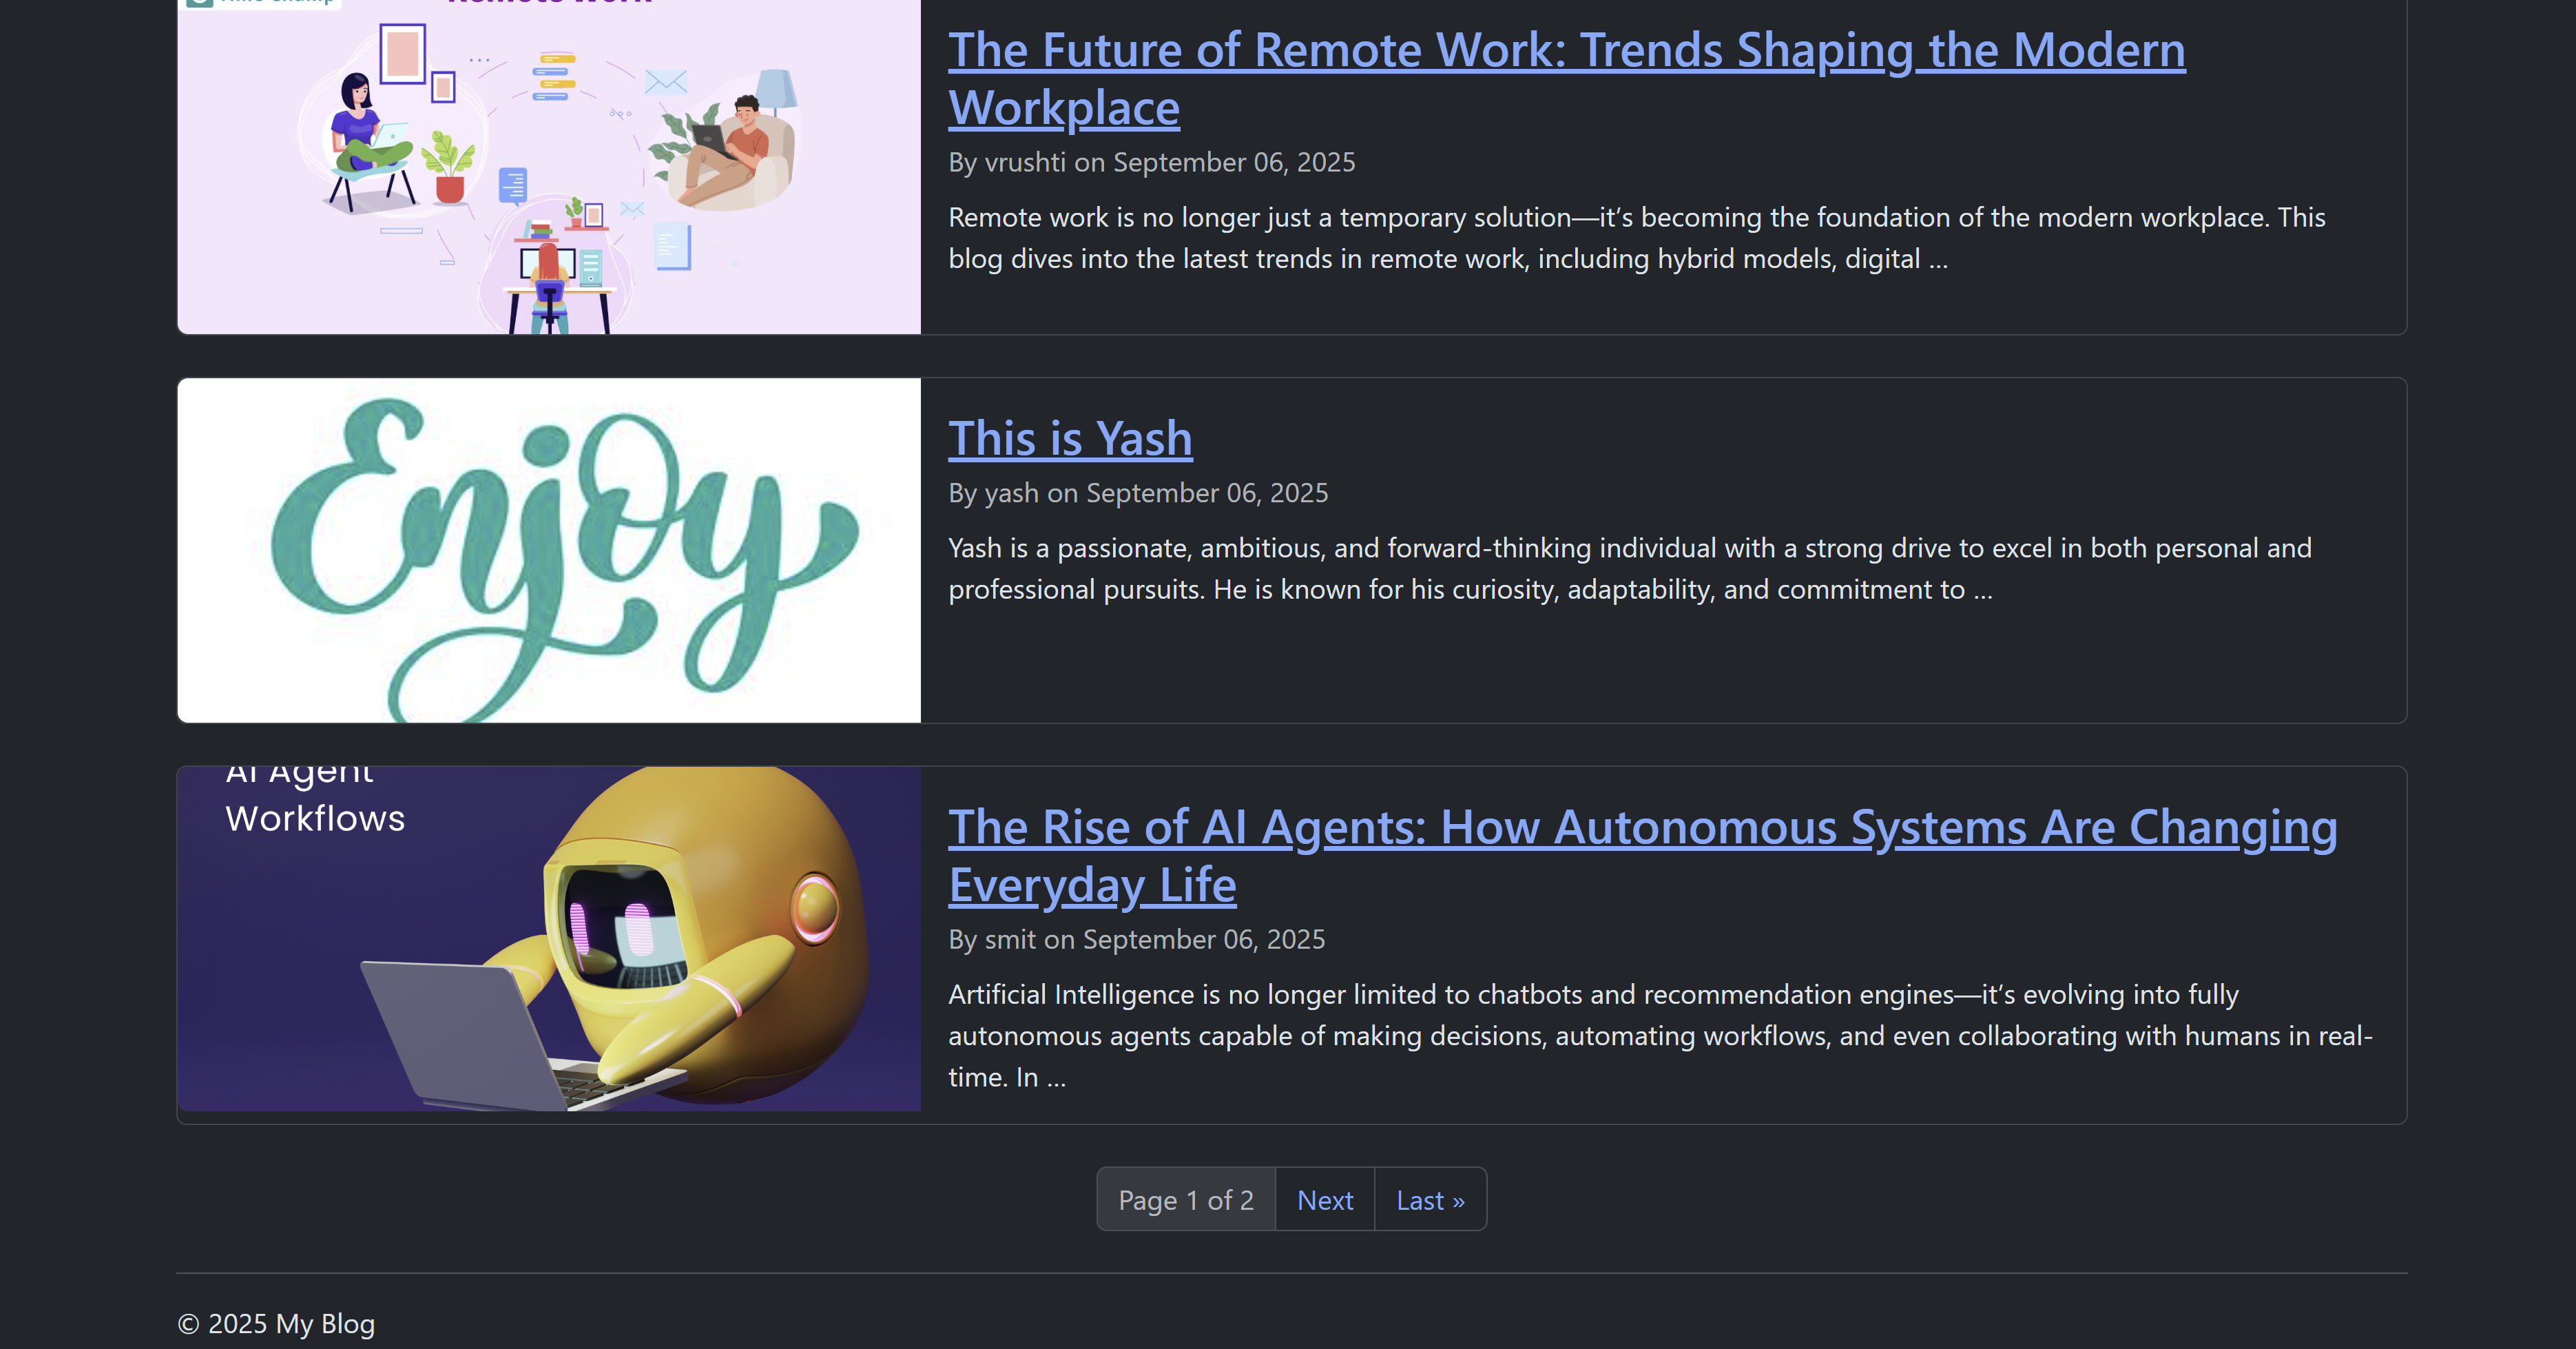 Remote Work
The Future of Remote Work: Trends Shaping the Modern
Workplace
By vrushti on September 06, 2025
Remote work is no longer just a temporary solution—it’s becoming the foundation of the modern workplace. This
blog dives into the latest trends in remote work, including hybrid models, digital ...
Enjoy
This is Yash
By yash on September 06, 2025
Yash is a passionate, ambitious, and forward-thinking individual with a strong drive to excel in both personal and
professional pursuits. He is known for his curiosity, adaptability, and commitment to ...
AI Agent
Workflows
The Rise of AI Agents: How Autonomous Systems Are Changing
Everyday Life
By smit on September 06, 2025
Artificial Intelligence is no longer limited to chatbots and recommendation engines—it’s evolving into fully
autonomous agents capable of making decisions, automating workflows, and even collaborating with humans in real-
time. In ...
Page 1 of 2 Next Last »
© 2025 My Blog